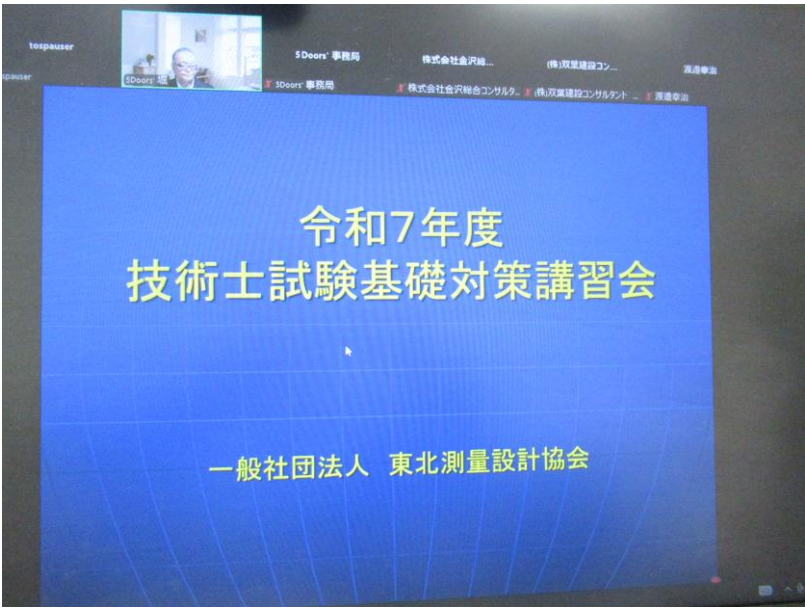 tospauser
5Doors' 事務局
株式会社金沢総...
(株)双葉建設コン...
渡邉幸治
spauser
5Doors' 堀
5Doors' 事務局
株式会社金沢総合コンサルタ...
(株)双葉建設コンサルタント ...
渡邉幸治
令和7年度
技術士試験基礎対策講習会
一般社団法人 東北測量設計協会